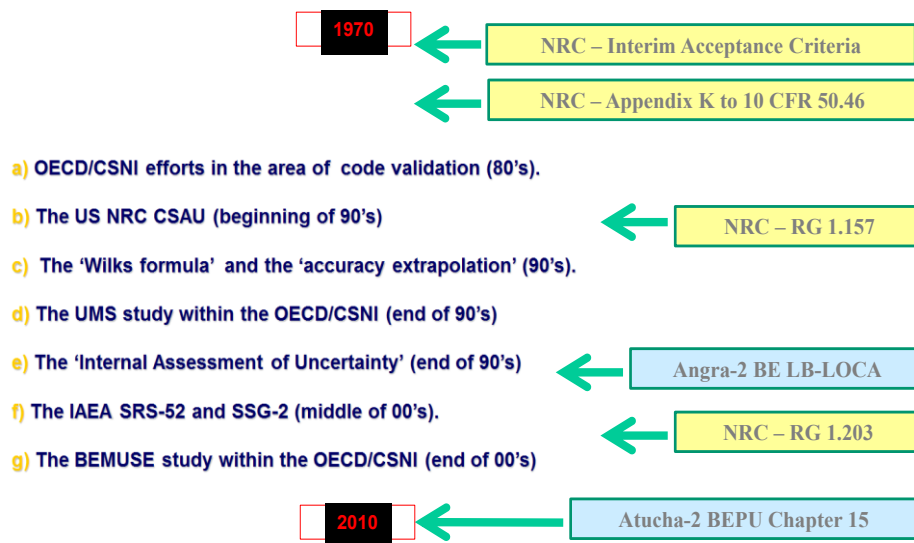 1970
NRC – Interim Acceptance Criteria
NRC – Appendix K to 10 CFR 50.46
a) OECD/CSNI efforts in the area of code validation (80’s).
b) The US NRC CSAU (beginning of 90’s)
NRC – RG 1.157
c) The ‘Wilks formula’ and the ‘accuracy extrapolation’ (90’s).
d) The UMS study within the OECD/CSNI (end of 90’s)
e) The ‘Internal Assessment of Uncertainty’ (end of 90’s)
Angra-2 BE LB-LOCA
f) The IAEA SRS-52 and SSG-2 (middle of 00’s).
NRC – RG 1.203
g) The BEMUSE study within the OECD/CSNI (end of 00’s)
2010
Atucha-2 BEPU Chapter 15